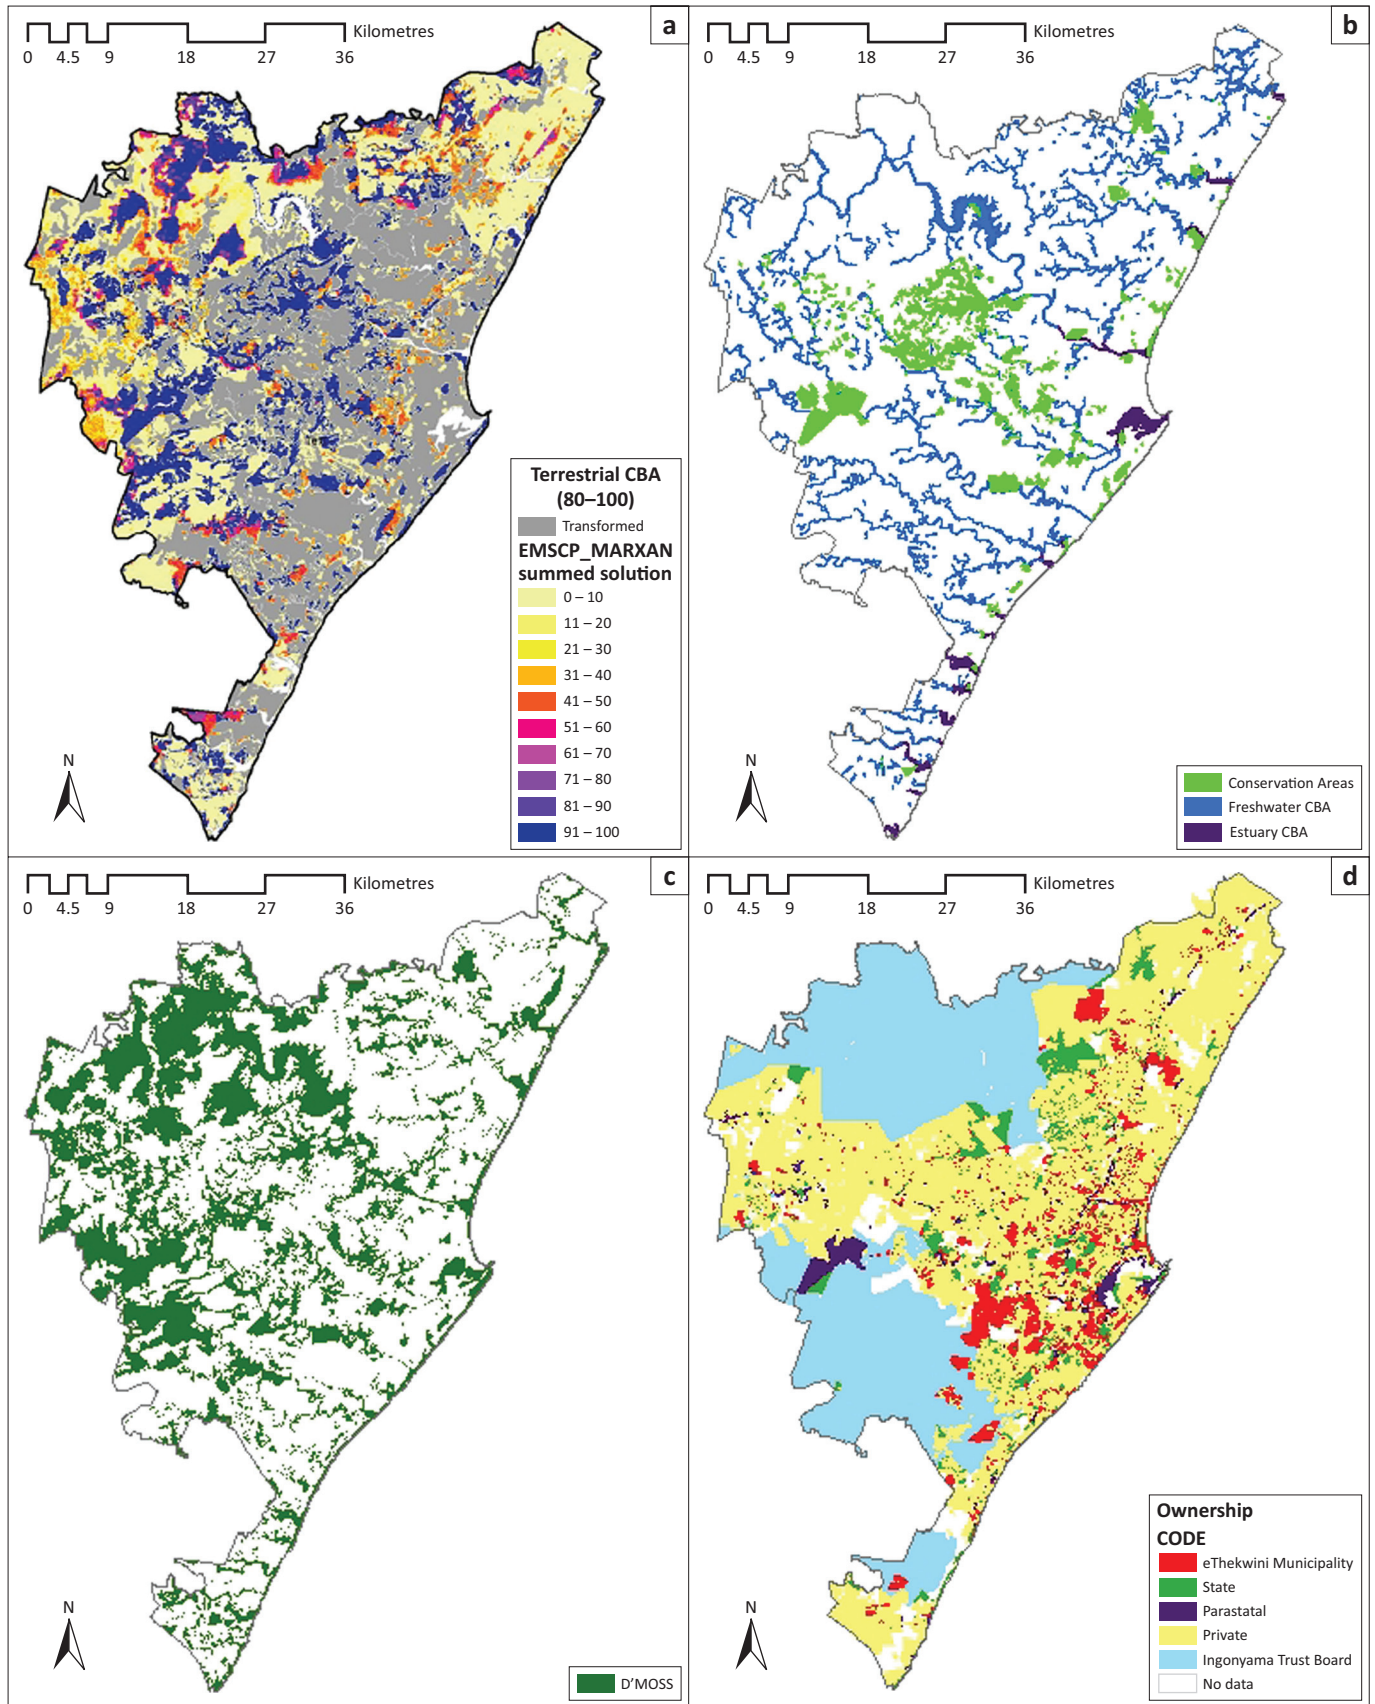 Kilometres
0 4.5 9 18 27 36
a
Terrestrial CBA
(80–100)
Transformed
EMSCP_MARXAN
summed solution
0 – 10
11 – 20
21 – 30
31 – 40
41 – 50
51 – 60
61 – 70
71 – 80
81 – 90
91 – 100
N
Kilometres
0 4.5 9 18 27 36
b
Conservation Areas
Freshwater CBA
Estuary CBA
N
Kilometres
0 4.5 9 18 27 36
c
D'MOSS
N
Kilometres
0 4.5 9 18 27 36
d
Ownership
CODE
eThekwini Municipality
State
Parastatal
Private
Ingonyama Trust Board
No data
N